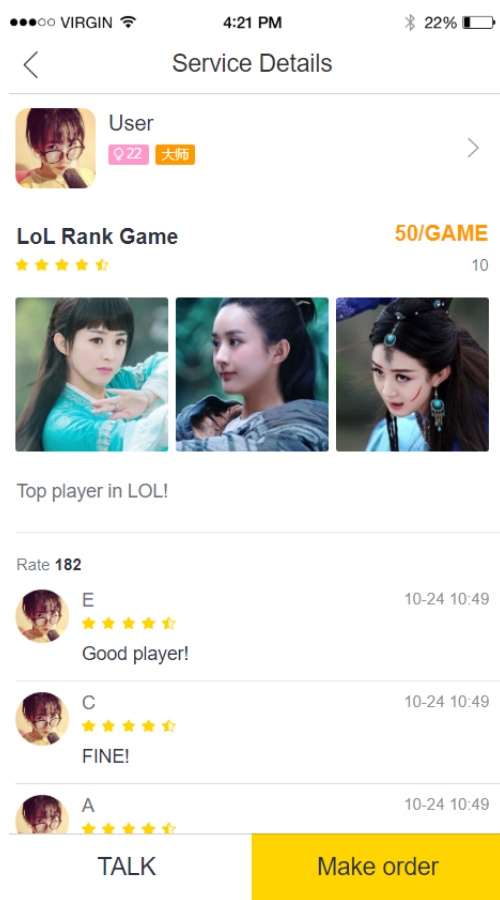 VIRGIN 4:21 PM 22%
Service Details
User
♀22 大师
LoL Rank Game 50/GAME
10
Top player in LOL!
Rate 182
E 10-24 10:49
Good player!
C 10-24 10:49
FINE!
A 10-24 10:49
TALK Make order